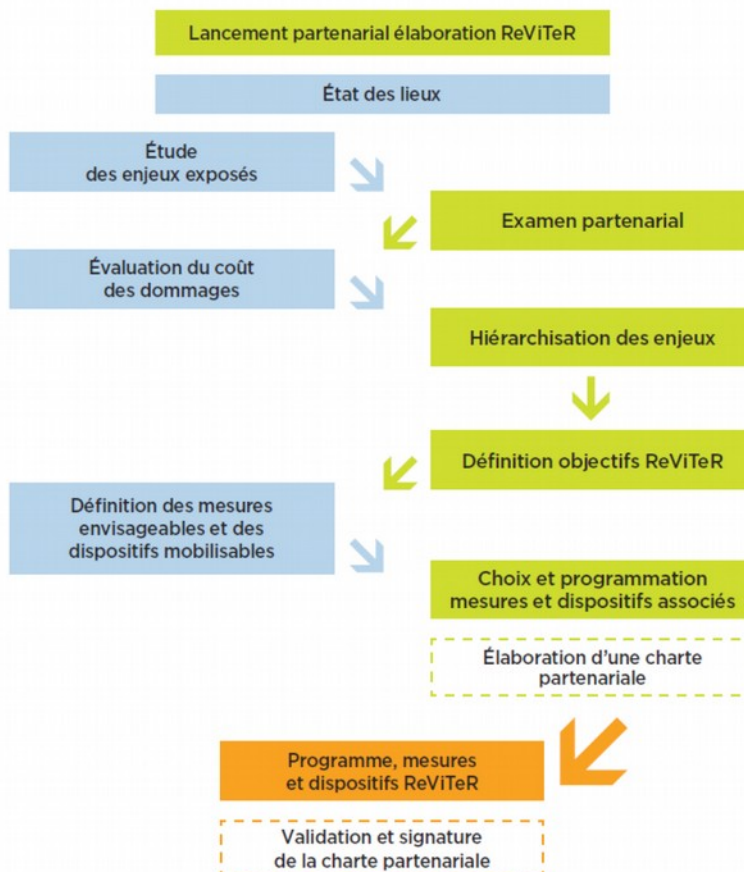 Lancement partenarial élaboration ReViTeR
État des lieux
Étude
des enjeux exposés
Examen partenarial
Évaluation du coût
des dommages
Hiérarchisation des enjeux
Définition objectifs ReViTeR
Définition des mesures
envisageables et des
dispositifs mobilisables
Choix et programmation
mesures et dispositifs associés
Élaboration d'une charte
partenariale
Programme, mesures
et dispositifs ReViTeR
Validation et signature
de la charte partenariale